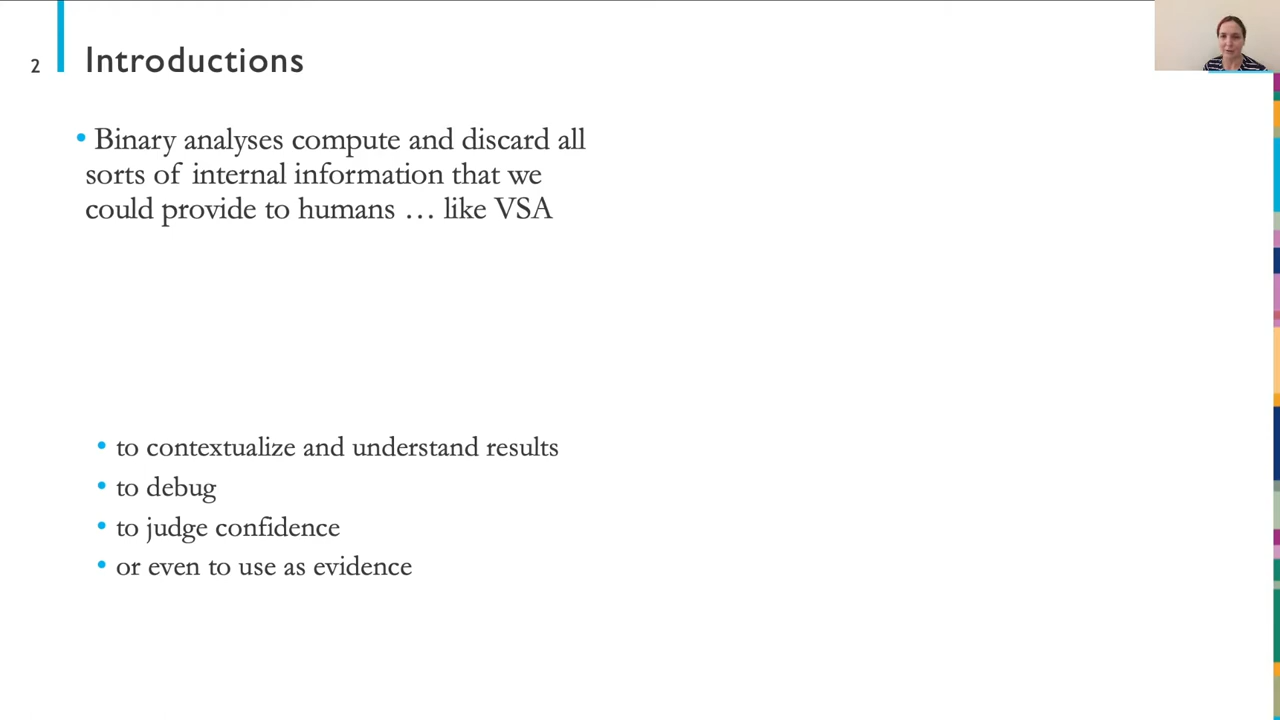 2
Introductions
• Binary analyses compute and discard all
sorts of internal information that we
could provide to humans … like VSA
• to contextualize and understand results
• to debug
• to judge confidence
• or even to use as evidence